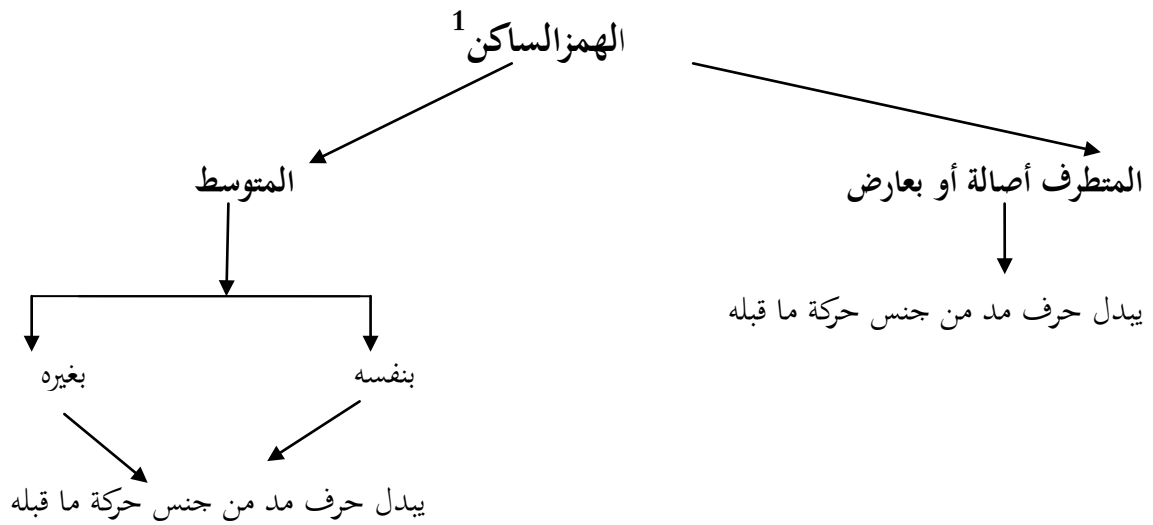 الهمزالساكن1
المتطرف أصالة أو بعارض
المتوسط
يبدل حرف مد من جنس حركة ما قبله
بنفسه
بغيره
يبدل حرف مد من جنس حركة ما قبله